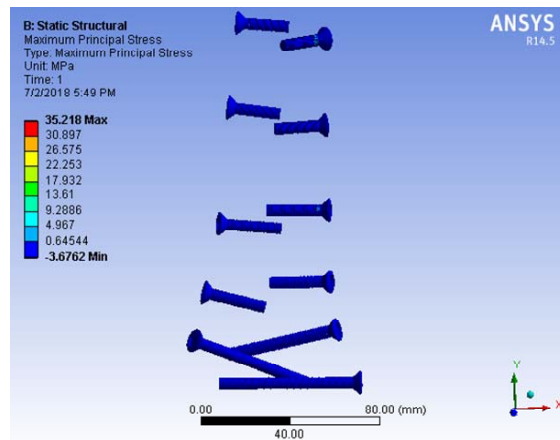 B: Static Structural
Maximum Principal Stress
Type: Maximum Principal Stress
Unit: MPa
Time: 1
7/2/2018 5:49 PM
35.218 Max
30.897
26.575
22.253
17.932
13.61
9.2886
4.967
0.64544
-3.6762 Min
ANSYS
R14.5
0.00
80.00 (mm)
40.00
Y
X